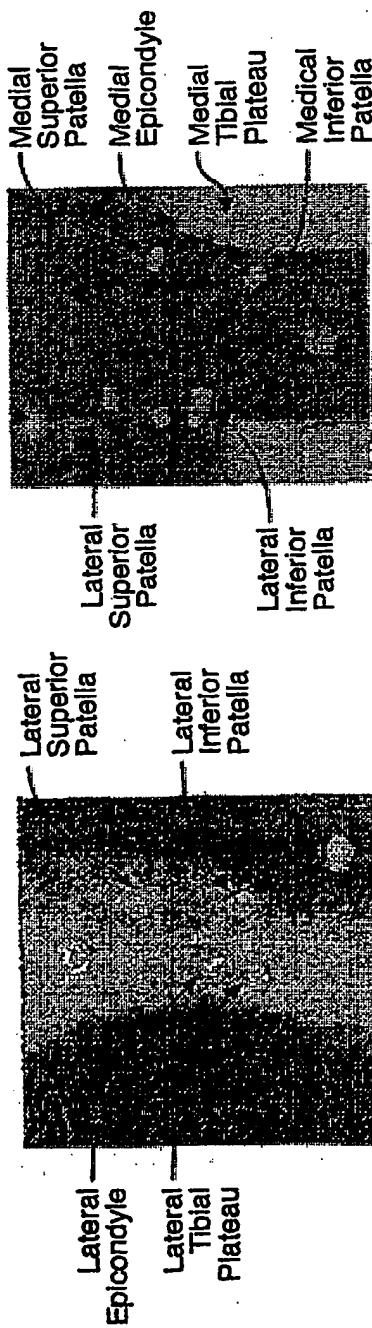 Lateral
Epicondyle
Lateral
Tibial
Plateau
Lateral
Superior
Patella
Lateral
Inferior
Patella
Lateral
Superior
Patella
Lateral
Inferior
Patella
Medial
Superior
Patella
Medial
Epicondyle
Medial
Tibial
Plateau
Medical
Inferior
Patella